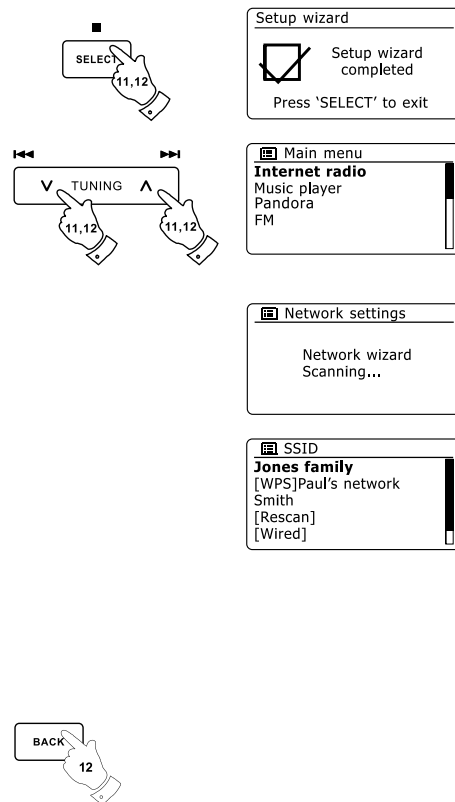 SELECT
11,12
Setup wizard
Setup wizard
completed
Press ‘SELECT’ to exit
TUNING
11,12
11,12
Main menu
Internet radio
Music player
Pandora
FM
Network settings
Network wizard
Scanning...
SSID
Jones family
[WPS]Paul’s network
Smith
[Rescan]
[Wired]
BACK
12